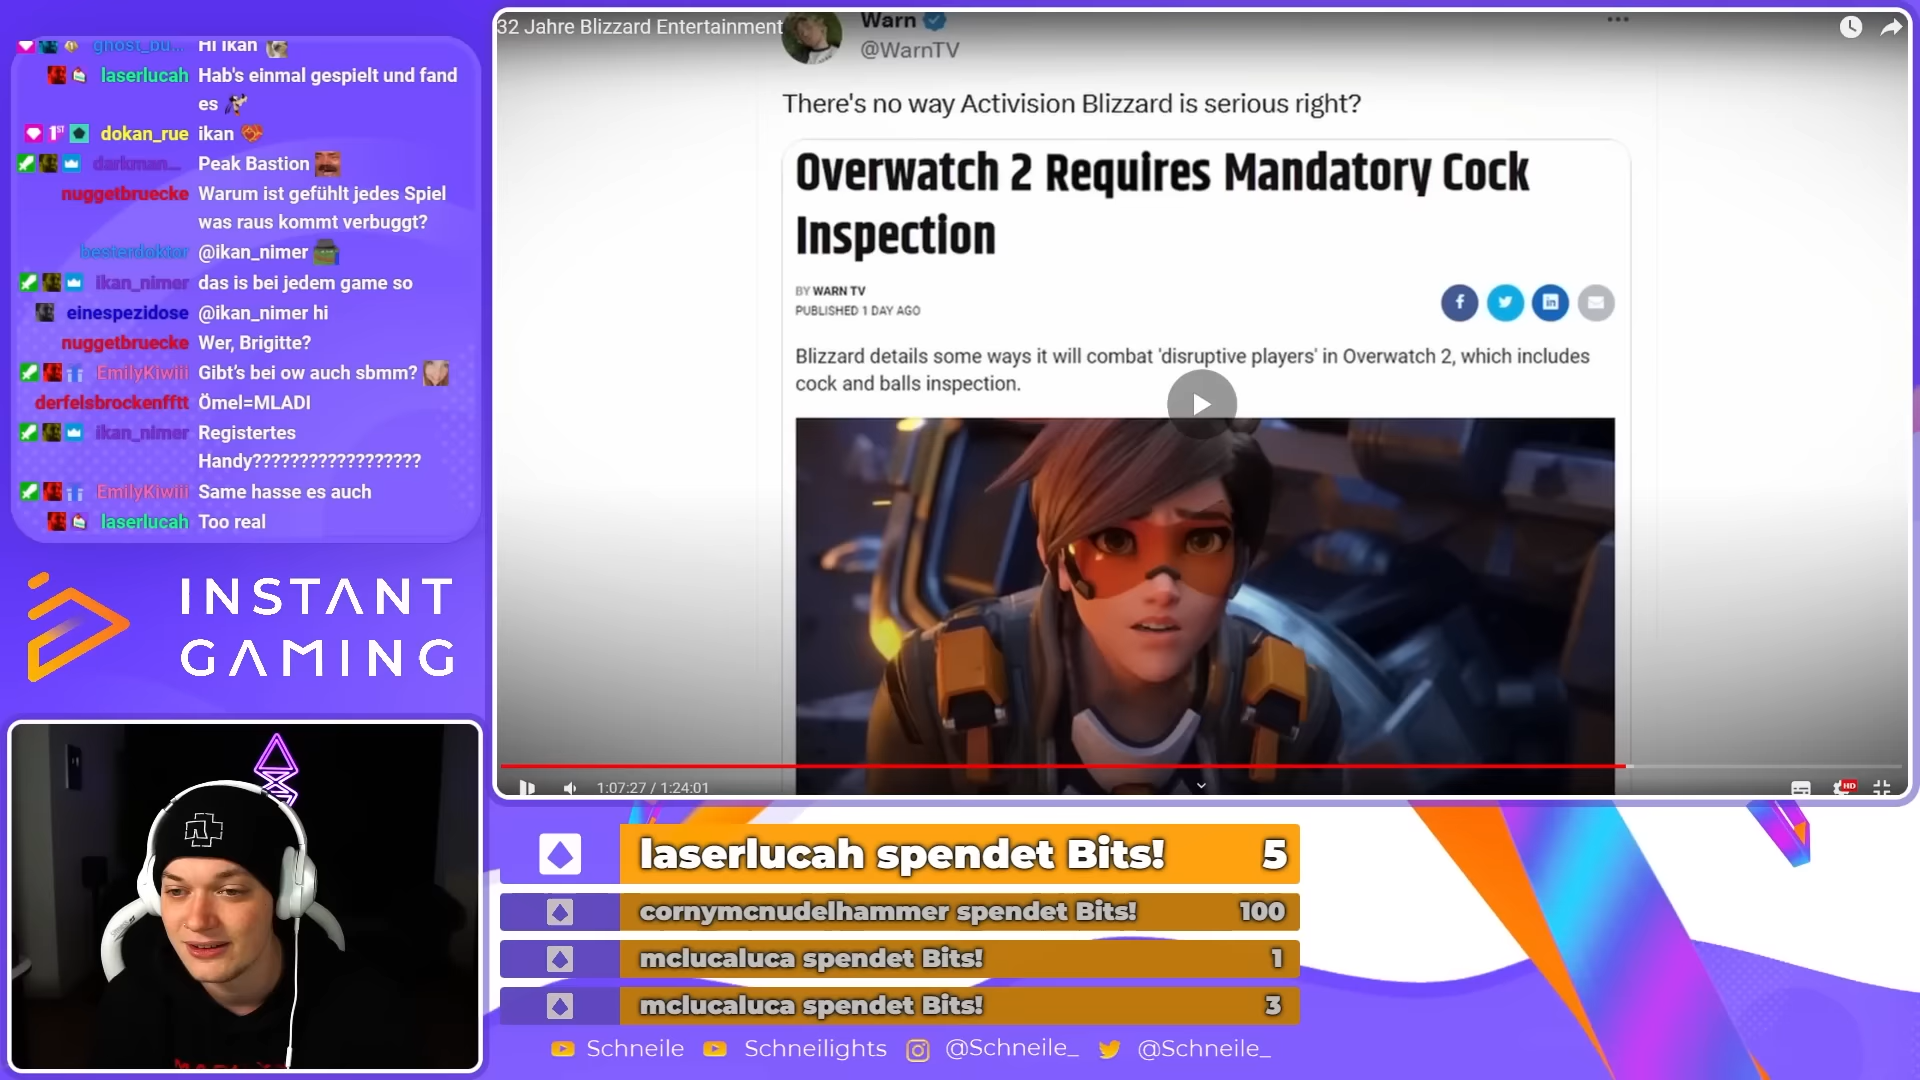 ghost_bu... Hi Ikan
laserlucah Hab's einmal gespielt und fand
es
1ST dokan_rue ikan
darkman... Peak Bastion
nuggetbruecke Warum ist gefühlt jedes Spiel
was raus kommt verbuggt?
besterdoktor @ikan_nimer
ikan_nimer das is bei jedem game so
einespezidose @ikan_nimer hi
nuggetbruecke Wer, Brigitte?
EmilyKiwiii Gibt's bei ow auch sbmm?
derfelsbrockenfftt Ömel=MLADI
ikan_nimer Registertes
Handy??????????????????
EmilyKiwiii Same hasse es auch
laserlucah Too real
INSTANT
GAMING
32 Jahre Blizzard Entertainment
Warn
@WarnTV
There's no way Activision Blizzard is serious right?
Overwatch 2 Requires Mandatory Cock
Inspection
BY WARN TV
PUBLISHED 1 DAY AGO
Blizzard details some ways it will combat 'disruptive players' in Overwatch 2, which includes
cock and balls inspection.
1:07:27 / 1:24:01
HD
laserlucah spendet Bits! 5
cornymcnudelhammer spendet Bits! 100
mclucaluca spendet Bits! 1
mclucaluca spendet Bits! 3
Schneile Schneilights @Schneile_ @Schneile_